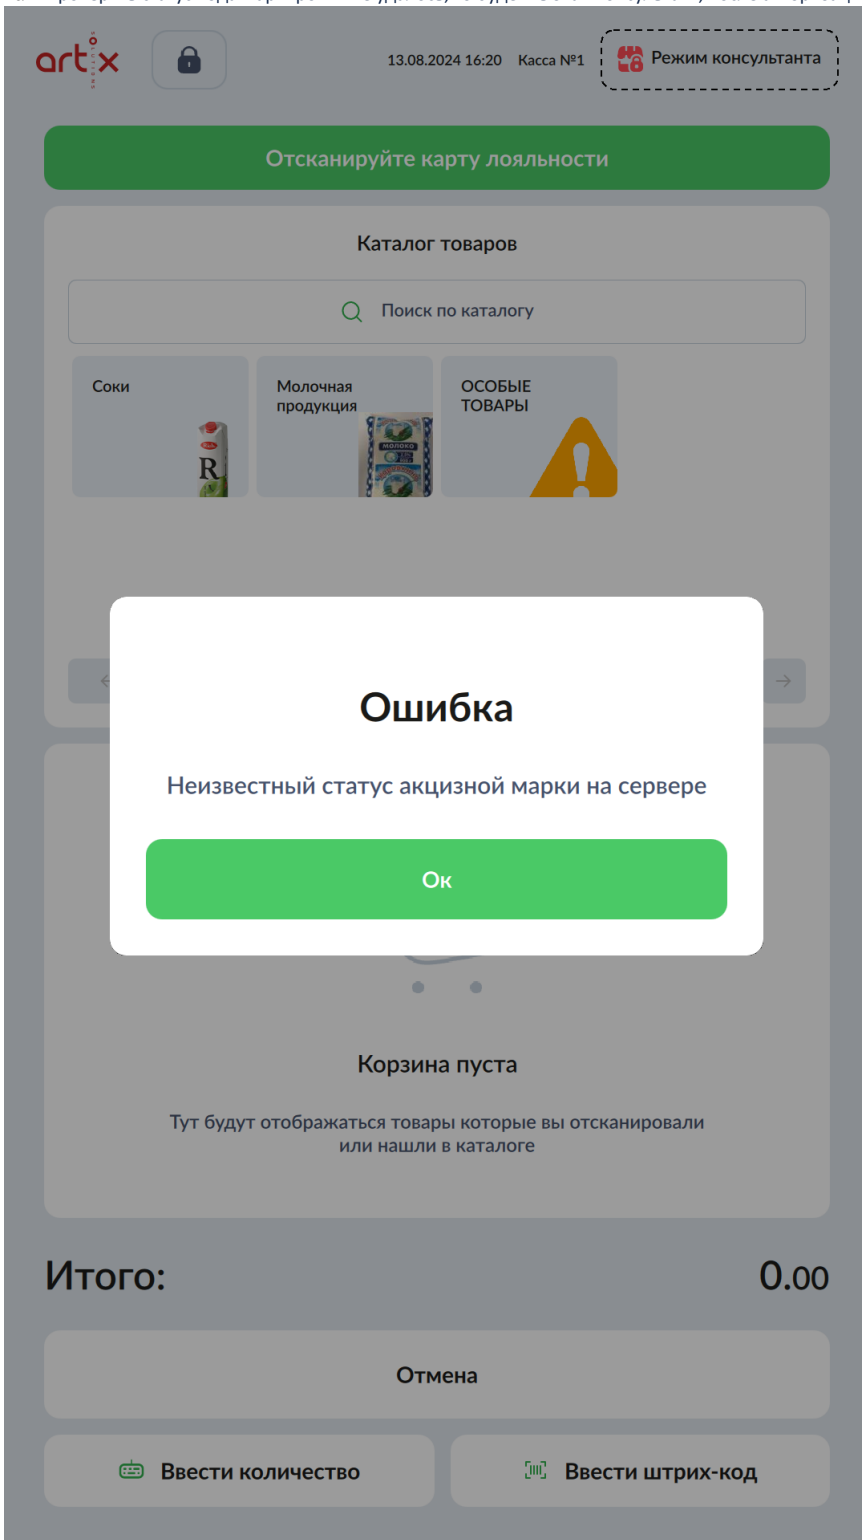 artix
13.08.2024 16:20 Касса №1 Режим консультанта
Отсканируйте карту лояльности
Каталог товаров
Поиск по каталогу
Соки
Молочная
продукция
ОСОБЫЕ
ТОВАРЫ
R
МОЛОКО
Ошибка
Неизвестный статус акцизной марки на сервере
Ок
Корзина пуста
Тут будут отображаться товары которые вы отсканировали
или нашли в каталоге
Итого: 0.00
Отмена
Ввести количество
Ввести штрих-код